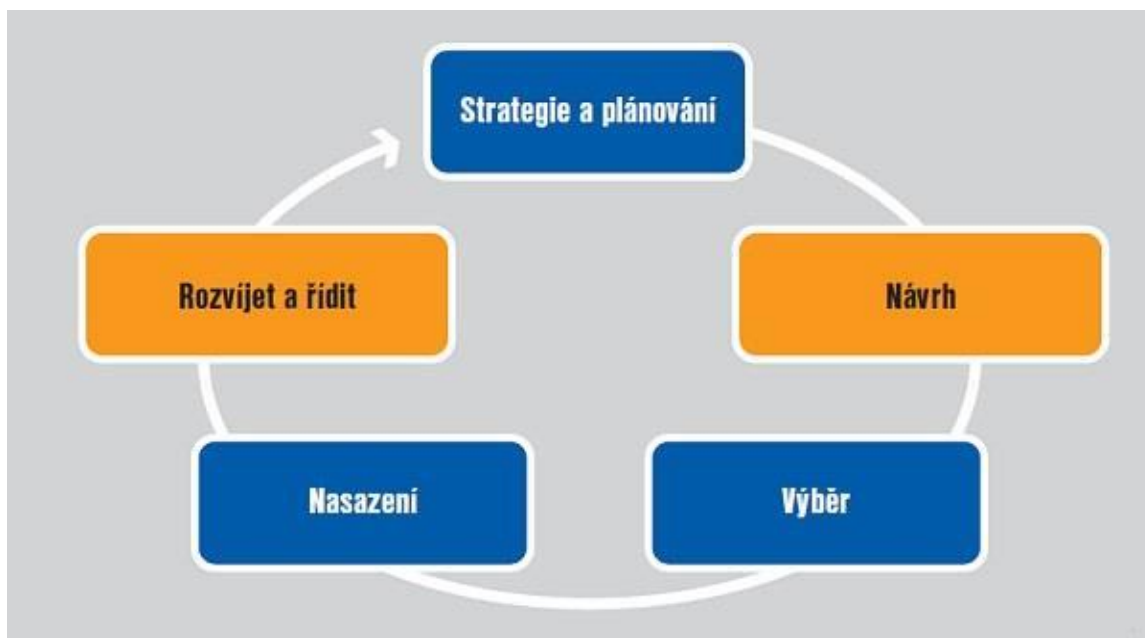 Strategie a plánování
Rozvíjet a řídit
Návrh
Nasazení
Výběr